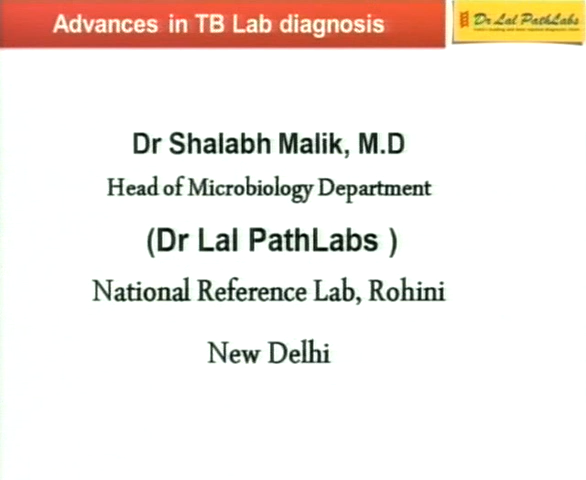 Advances in TB Lab diagnosis
Dr Lal PathLabs
Dr Shalabh Malik, M.D
Head of Microbiology Department
(Dr Lal PathLabs )
National Reference Lab, Rohini
New Delhi